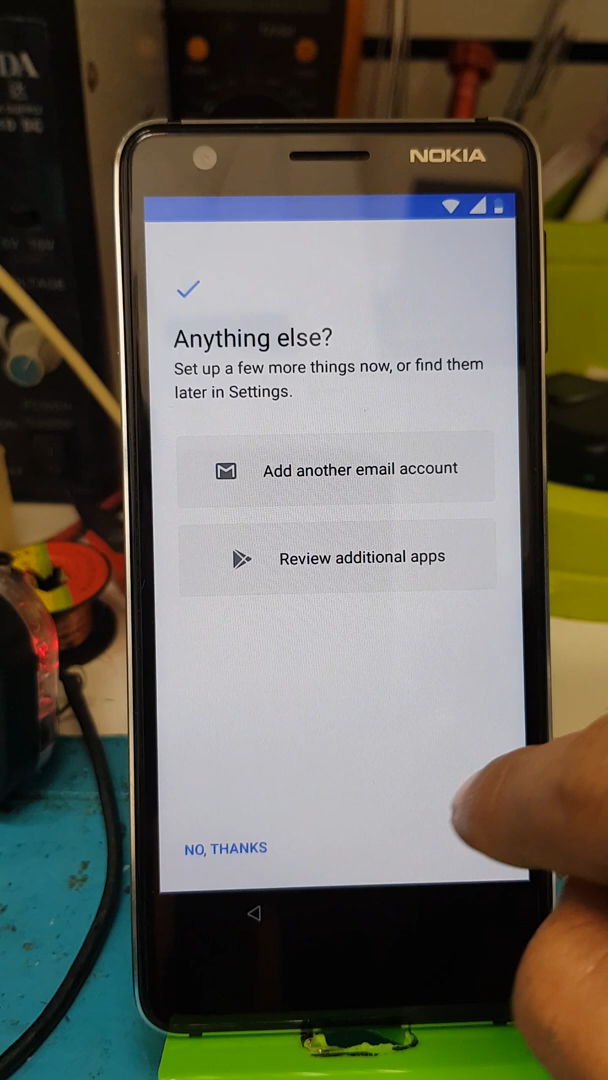 NOKIA
Anything else?
Set up a few more things now, or find them
later in Settings.
Add another email account
Review additional apps
NO, THANKS